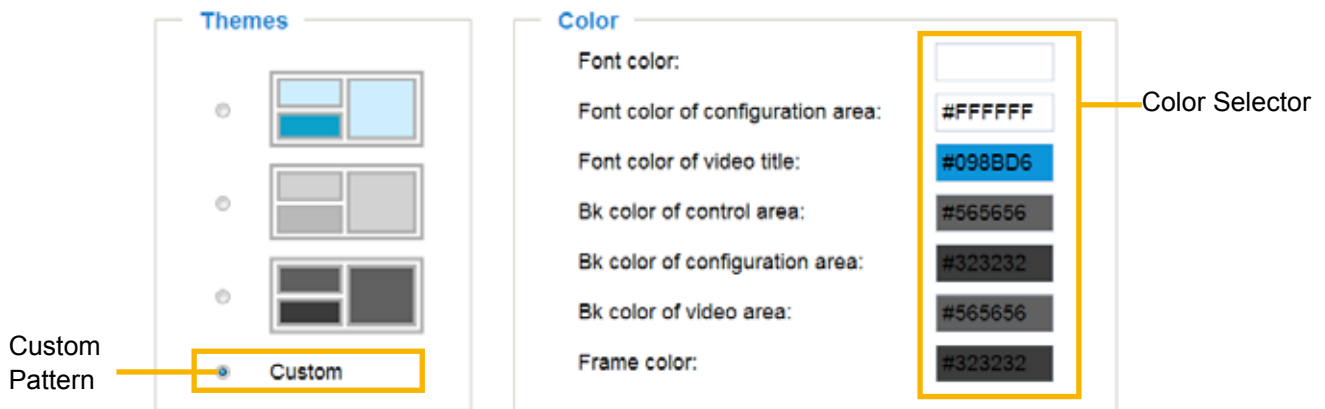 Themes
Custom
Custom
Pattern
Color
Font color:
Font color of configuration area: #FFFFFF
Font color of video title: #098BD6
Bk color of control area: #565656
Bk color of configuration area: #323232
Bk color of video area: #565656
Frame color: #323232
Color Selector